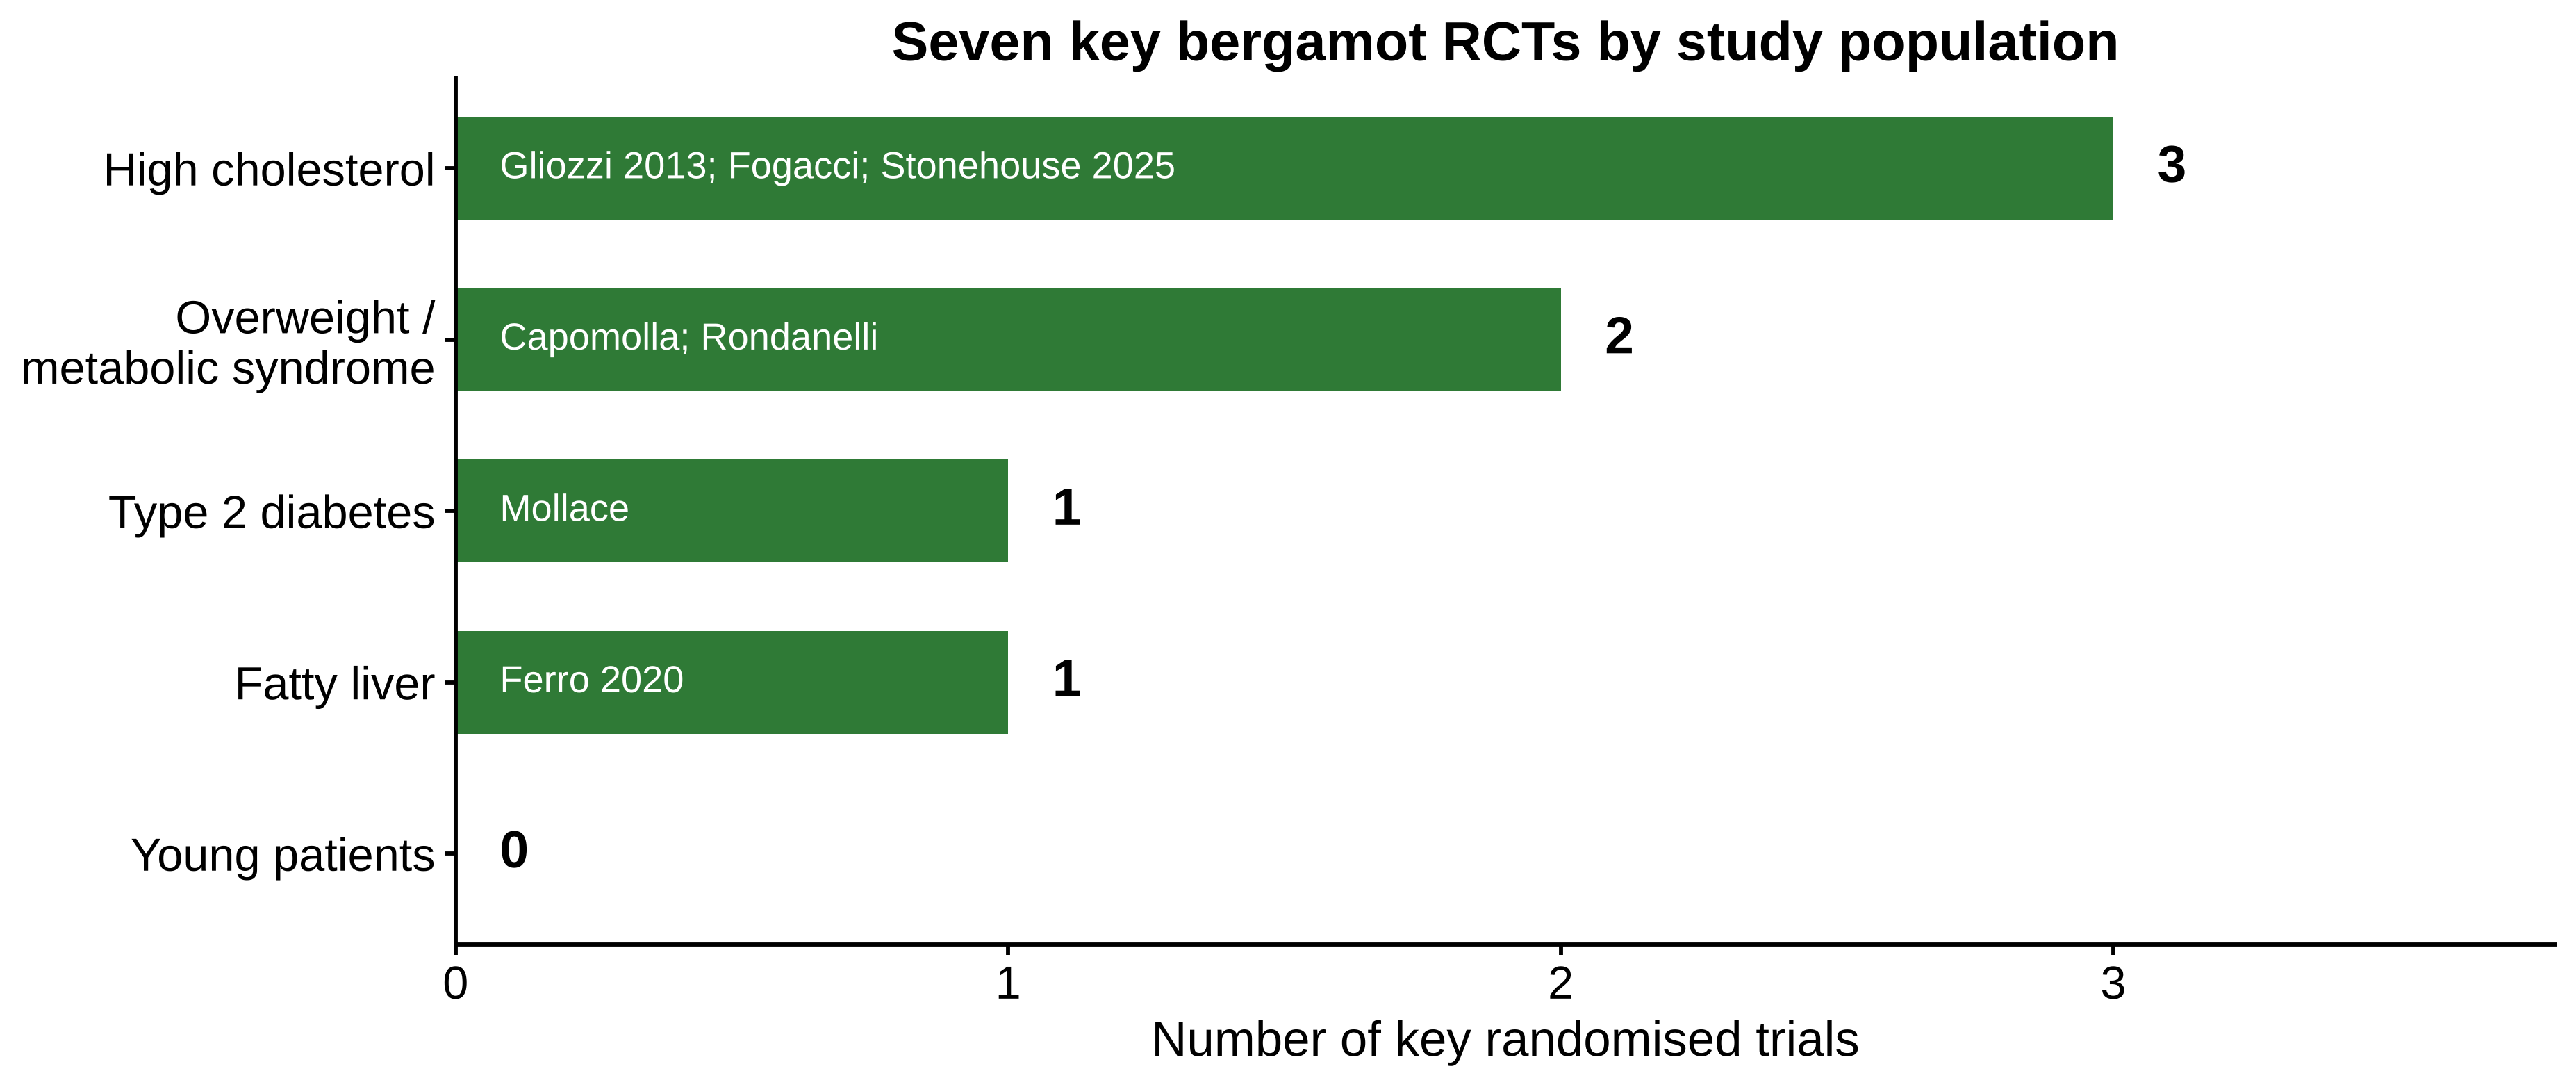 Seven key bergamot RCTs by study population
High cholesterol
Gliozzi 2013; Fogacci; Stonehouse 2025
3
Overweight /
metabolic syndrome
Capomolla; Rondanelli
2
Type 2 diabetes
Mollace
1
Fatty liver
Ferro 2020
1
Young patients
0
0 1 2 3
Number of key randomised trials